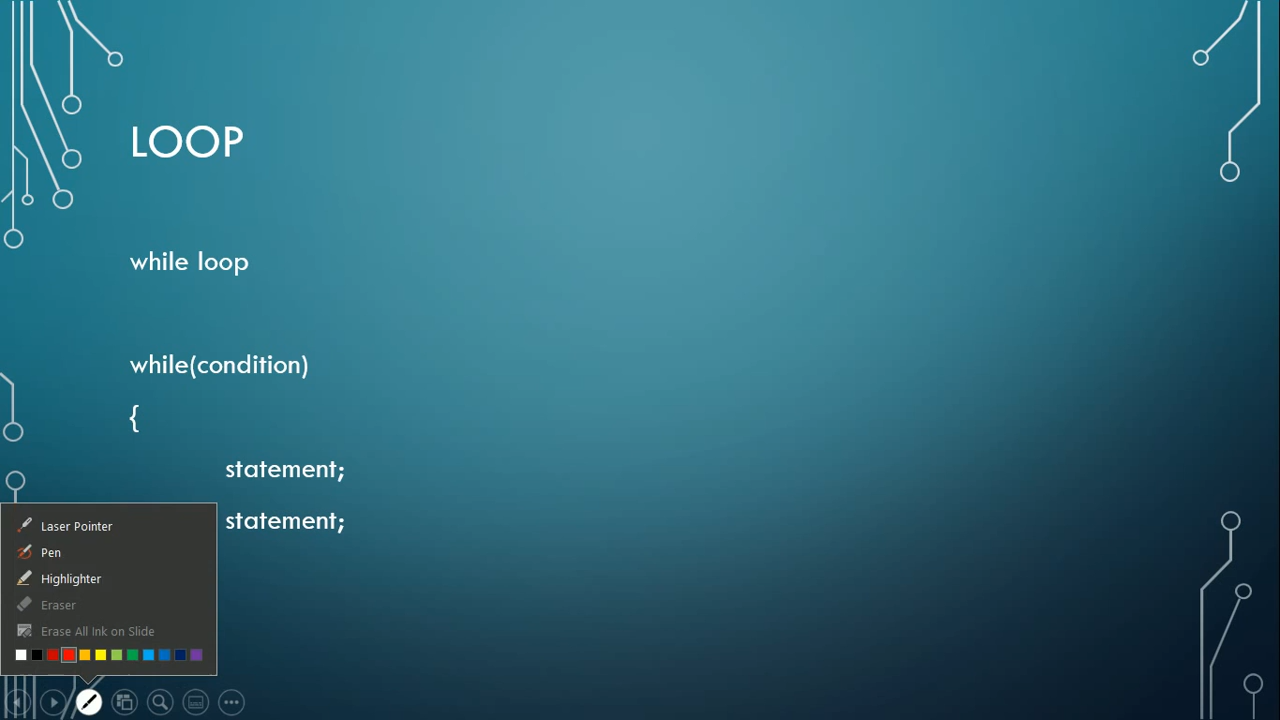 LOOP
while loop
while(condition)
{
statement;
statement;
Laser Pointer
Pen
Highlighter
Eraser
Erase All Ink on Slide